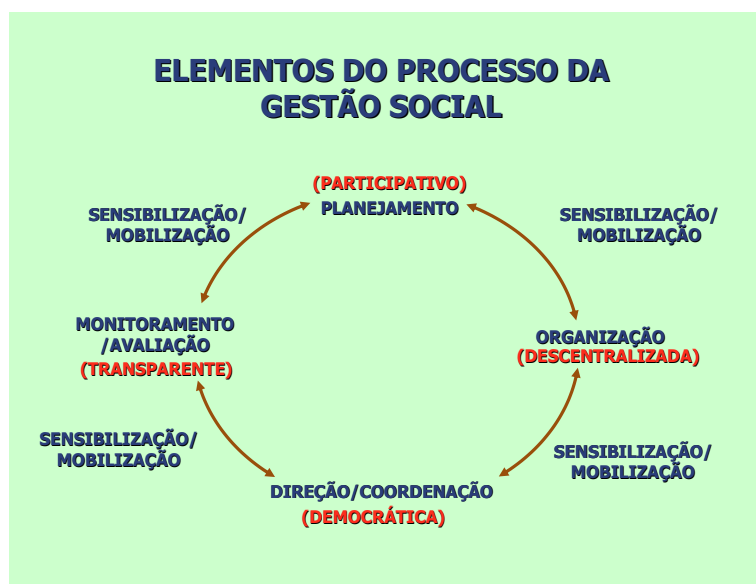 ELEMENTOS DO PROCESSO DA
GESTÃO SOCIAL
(PARTICIPATIVO)
PLANEJAMENTO
SENSIBILIZAÇÃO/
MOBILIZAÇÃO
SENSIBILIZAÇÃO/
MOBILIZAÇÃO
MONITORAMENTO
/AVALIAÇÃO
(TRANSPARENTE)
ORGANIZAÇÃO
(DESCENTRALIZADA)
SENSIBILIZAÇÃO/
MOBILIZAÇÃO
SENSIBILIZAÇÃO/
MOBILIZAÇÃO
DIREÇÃO/COORDENAÇÃO
(DEMOCRÁTICA)